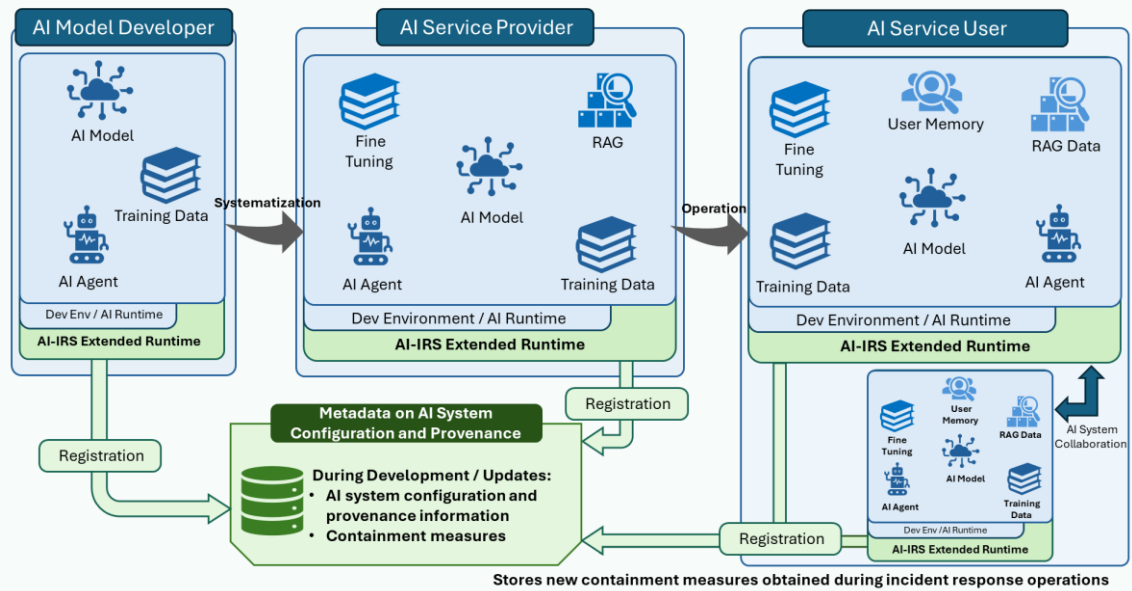 AI Model Developer
AI Model
Training Data
AI Agent
Dev Env / AI Runtime
AI-IRS Extended Runtime
Systematization
AI Service Provider
Fine
Tuning
RAG
AI Model
AI Agent
Training Data
Dev Environment / AI Runtime
AI-IRS Extended Runtime
Operation
AI Service User
Fine
Tuning
User Memory
RAG Data
AI Model
Training Data
AI Agent
Dev Environment / AI Runtime
AI-IRS Extended Runtime
Registration
Registration
Metadata on AI System
Configuration and Provenance
During Development / Updates:
• AI system configuration and
provenance information
• Containment measures
User
Memory
Fine
Tuning
RAG Data
AI Model
AI Agent
Training
Data
Dev Env /AI Runtime
AI-IRS Extended Runtime
AI System
Collaboration
Registration
Stores new containment measures obtained during incident response operations